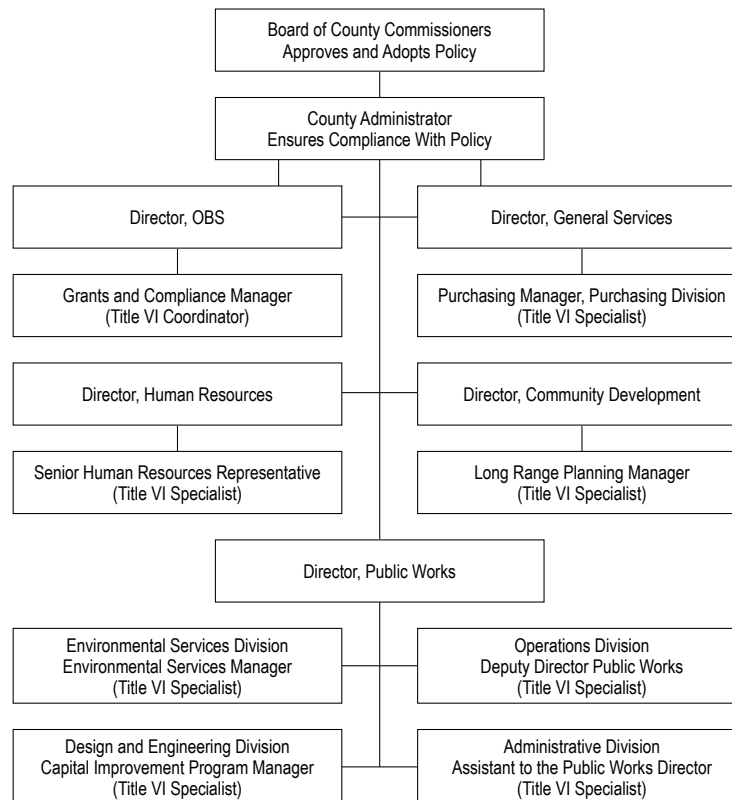 Board of County Commissioners
Approves and Adopts Policy
County Administrator
Ensures Compliance With Policy
Director, OBS
Director, General Services
Grants and Compliance Manager
(Title VI Coordinator)
Purchasing Manager, Purchasing Division
(Title VI Specialist)
Director, Human Resources
Director, Community Development
Senior Human Resources Representative
(Title VI Specialist)
Long Range Planning Manager
(Title VI Specialist)
Director, Public Works
Environmental Services Division
Environmental Services Manager
(Title VI Specialist)
Operations Division
Deputy Director Public Works
(Title VI Specialist)
Design and Engineering Division
Capital Improvement Program Manager
(Title VI Specialist)
Administrative Division
Assistant to the Public Works Director
(Title VI Specialist)